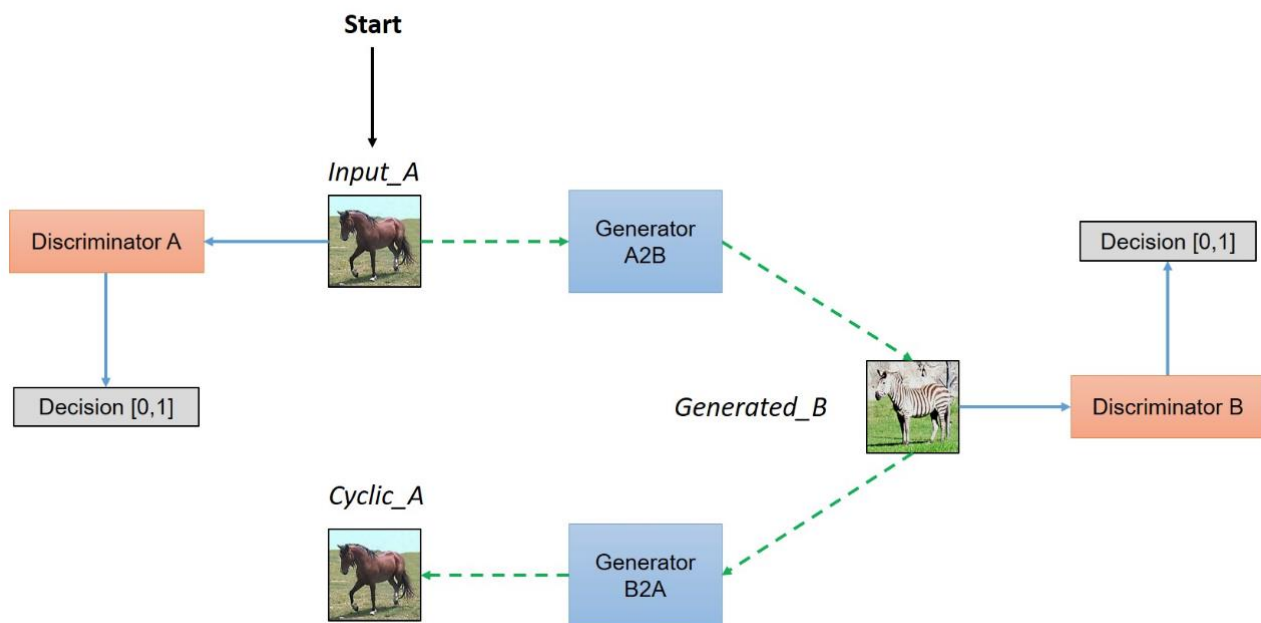 Start
Input_A
Discriminator A
Generator
A2B
Decision [0,1]
Decision [0,1]
Generated_B
Discriminator B
Cyclic_A
Generator
B2A